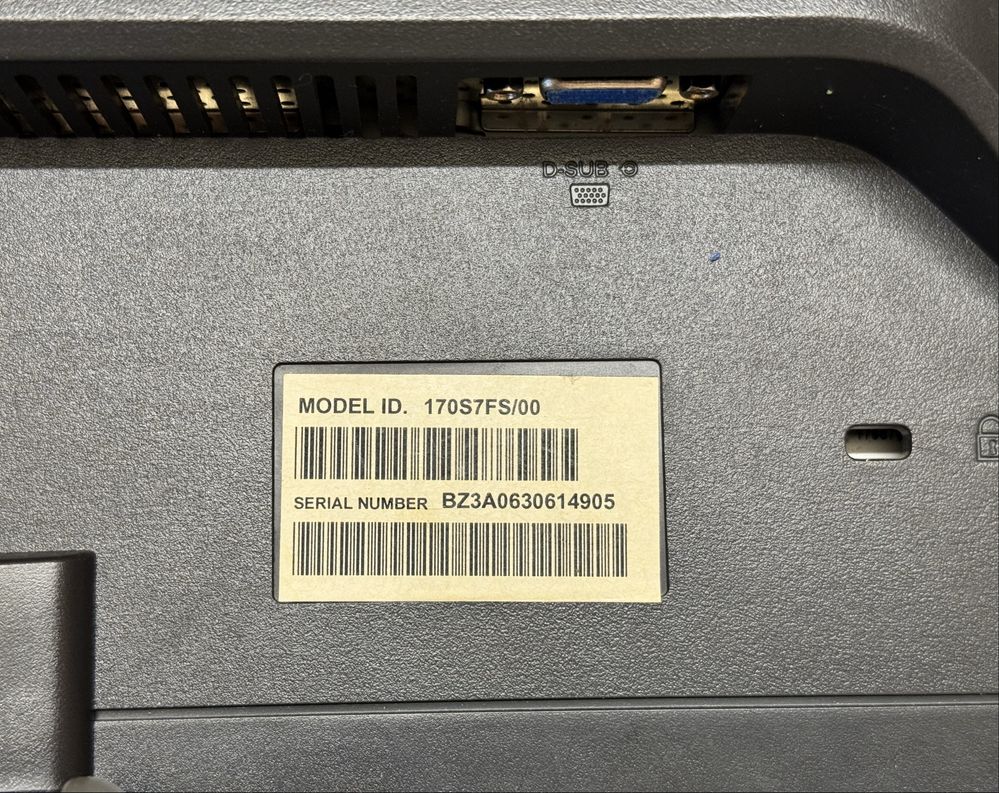 D-SUB
MODEL ID. 170S7FS/00
SERIAL NUMBER BZ3A0630614905